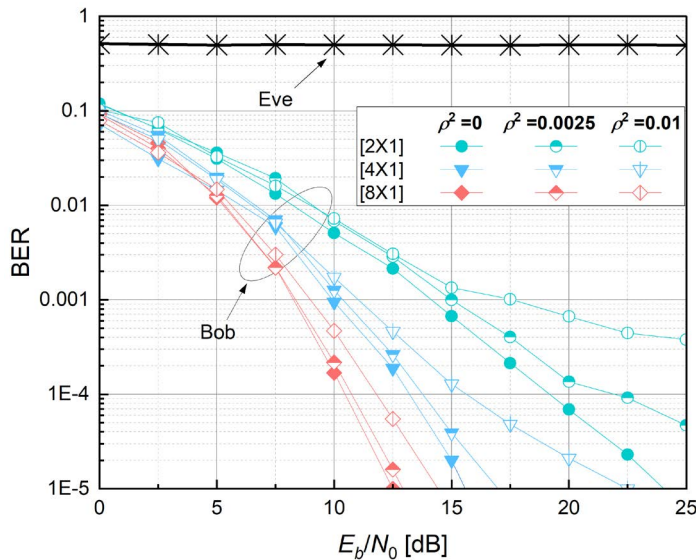 1
Eve
ρ² =0 ρ² =0.0025 ρ² =0.01
0.1
[2X1]
[4X1]
[8X1]
0.01
BER
0.001
Bob
1E-4
1E-5
0 5 10 15 20 25
E_b/N_0 [dB]